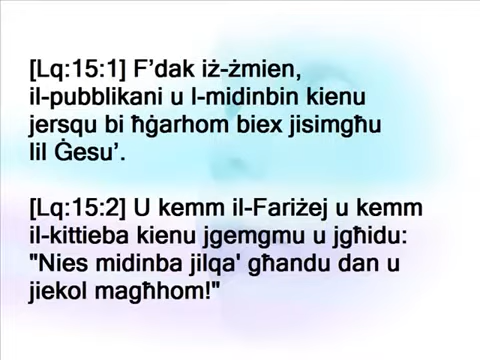 [Lq:15:1] F’dak iż-żmien,
il-pubblikani u l-midinbin kienu
jersqu bi ħġarhom biex jisimgħu
lil Ġesu’.
[Lq:15:2] U kemm il-Fariżej u kemm
il-kittieba kienu jgemgmu u jgħidu:
"Nies midinba jilqa' għandu dan u
jiekol magħhom!"